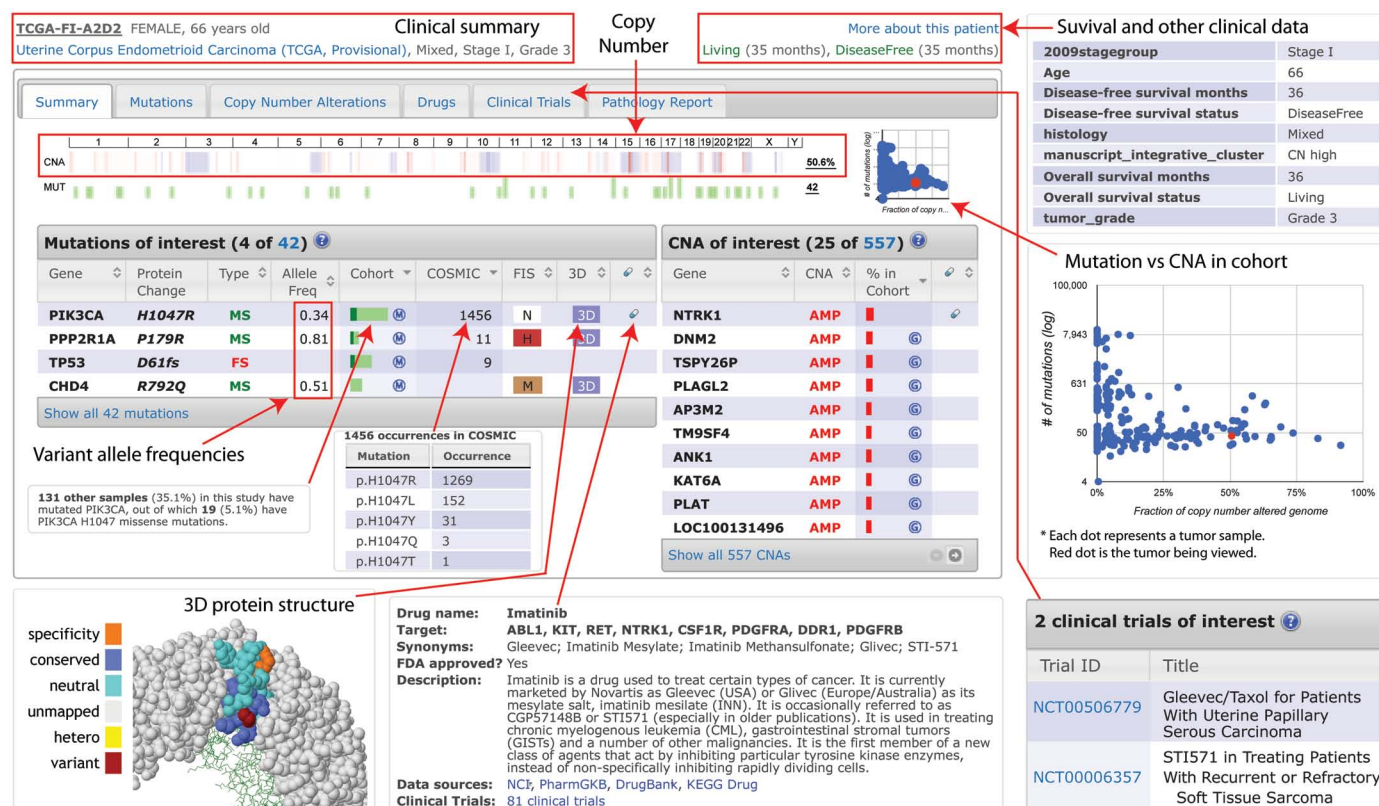 TCGA-FI-A2D2 FEMALE, 66 years old
Clinical summary
Uterine Corpus Endometrioid Carcinoma (TCGA, Provisional), Mixed, Stage I, Grade 3
Copy
Number
More about this patient
Living (35 months), DiseaseFree (35 months)
Suvival and other clinical data
2009stagegroup Stage I
Age 66
Disease-free survival months 36
Disease-free survival status DiseaseFree
histology Mixed
manuscript_integrative_cluster CN high
Overall survival months 36
Overall survival status Living
tumor_grade Grade 3
Summary Mutations Copy Number Alterations Drugs Clinical Trials Pathology Report
1 2 3 4 5 6 7 8 9 10 11 12 13 14 15 16 17 18 19 20 21 22 X Y
CNA 50.6%
MUT 42
# of mutations (log)
Fraction of copy n...
Mutations of interest (4 of 42) ?
Gene Protein Change Type Allele Freq Cohort COSMIC FIS 3D
PIK3CA H1047R MS 0.34 M 1456 N 3D
PPP2R1A P179R MS 0.81 M 11 H 3D
TP53 D61fs FS M 9
CHD4 R792Q MS 0.51 M M 3D
Show all 42 mutations
CNA of interest (25 of 557) ?
Gene CNA % in Cohort
NTRK1 AMP
DNM2 AMP G
TSPY26P AMP G
PLAGL2 AMP G
AP3M2 AMP G
TM9SF4 AMP G
ANK1 AMP G
KAT6A AMP G
PLAT AMP G
LOC100131496 AMP G
Show all 557 CNAs
Variant allele frequencies
131 other samples (35.1%) in this study have
mutated PIK3CA, out of which 19 (5.1%) have
PIK3CA H1047 missense mutations.
1456 occurrences in COSMIC
Mutation Occurrence
p.H1047R 1269
p.H1047L 152
p.H1047Y 31
p.H1047Q 3
p.H1047T 1
Mutation vs CNA in cohort
100,000
7,943
631
50
4
# of mutations (log)
0% 25% 50% 75% 100%
Fraction of copy number altered genome
* Each dot represents a tumor sample.
Red dot is the tumor being viewed.
3D protein structure
specificity
conserved
neutral
unmapped
hetero
variant
Drug name: Imatinib
Target: ABL1, KIT, RET, NTRK1, CSF1R, PDGFRA, DDR1, PDGFRB
Synonyms: Gleevec; Imatinib Mesylate; Imatinib Methansulfonate; Glivec; STI-571
FDA approved? Yes
Description: Imatinib is a drug used to treat certain types of cancer. It is currently
marketed by Novartis as Gleevec (USA) or Glivec (Europe/Australia) as its
mesylate salt, imatinib mesilate (INN). It is occasionally referred to as
CGP57148B or STI571 (especially in older publications). It is used in treating
chronic myelogenous leukemia (CML), gastrointestinal stromal tumors
(GISTs) and a number of other malignancies. It is the first member of a new
class of agents that act by inhibiting particular tyrosine kinase enzymes,
instead of non-specifically inhibiting rapidly dividing cells.
Data sources: NCI, PharmGKB, DrugBank, KEGG Drug
Clinical Trials: 81 clinical trials
2 clinical trials of interest ?
Trial ID Title
NCT00506779 Gleevec/Taxol for Patients
With Uterine Papillary
Serous Carcinoma
NCT00006357 STI571 in Treating Patients
With Recurrent or Refractory
Soft Tissue Sarcoma